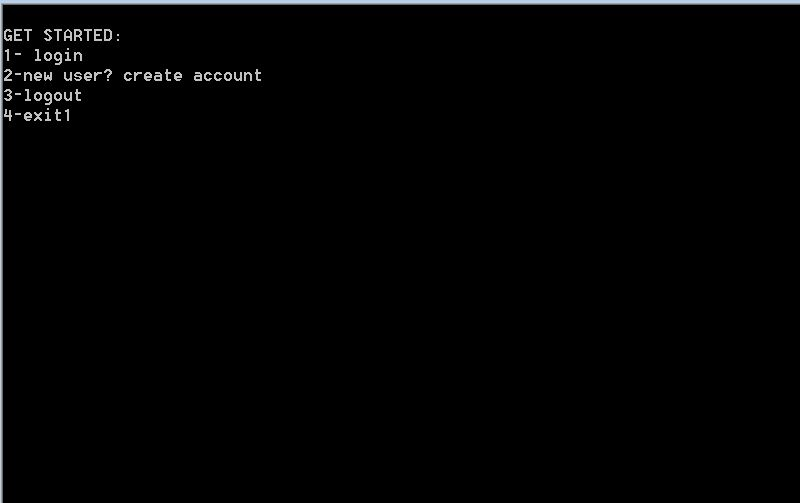 GET STARTED:
1- login
2-new user? create account
3-logout
4-exit1